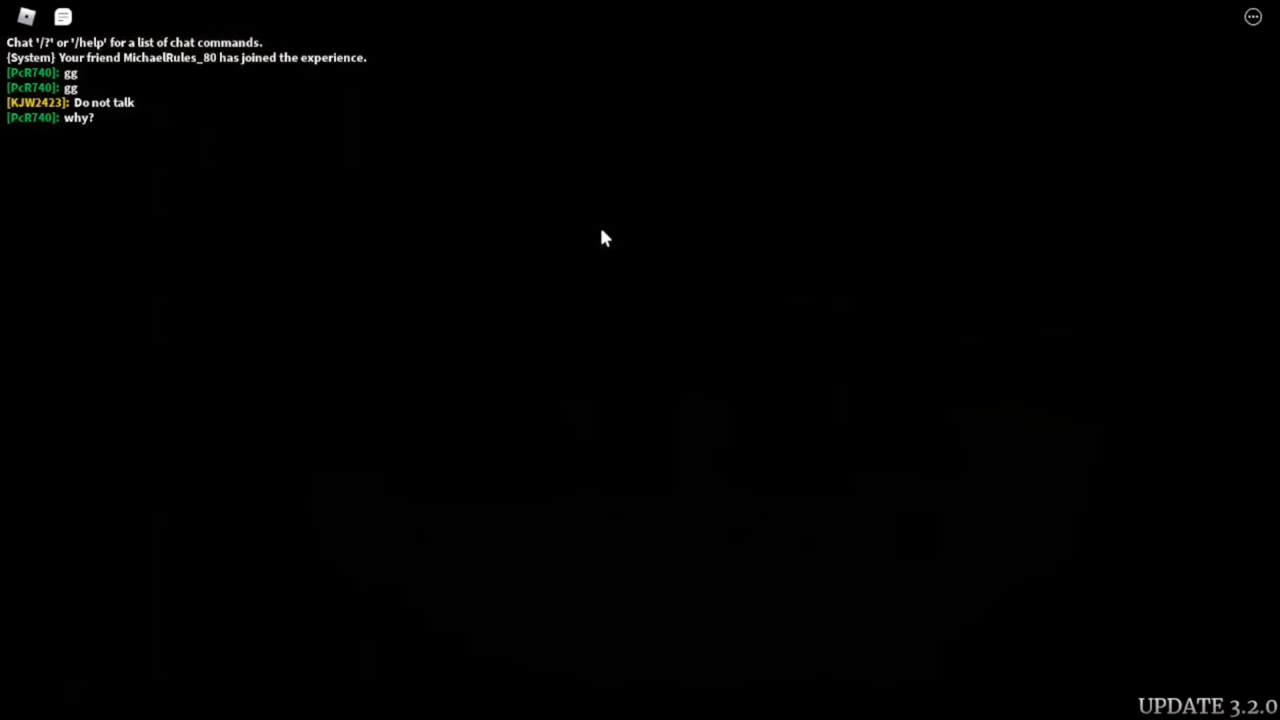 Chat '/?' or '/help' for a list of chat commands.
{System} Your friend MichaelRules_80 has joined the experience.
[PcR740]: gg
[PcR740]: gg
[KJW2423]: Do not talk
[PcR740]: why?
UPDATE 3.2.0